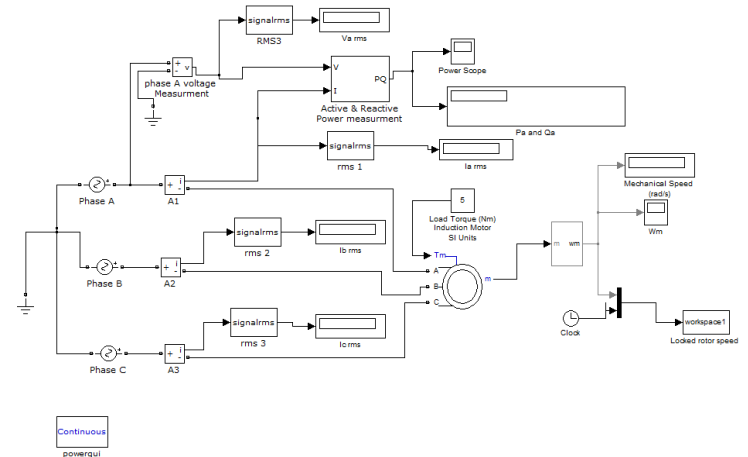 signalrms
RMS3
Va rms
+
-
v
phase A voltage
Measurment
V
I
PQ
Active & Reactive
Power measurment
Power Scope
Pa and Qa
signalrms
rms 1
Ia rms
+
Phase A
+
i
-
A1
5
Load Torque (Nm)
Induction Motor
SI Units
Mechanical Speed
(rad/s)
Wm
signalrms
rms 2
Ib rms
Tm
A
B
C
m
m
wm
+
Phase B
+
i
-
A2
Clock
workspace1
Locked rotor speed
signalrms
rms 3
Ic rms
+
Phase C
+
i
-
A3
Continuous
powergui